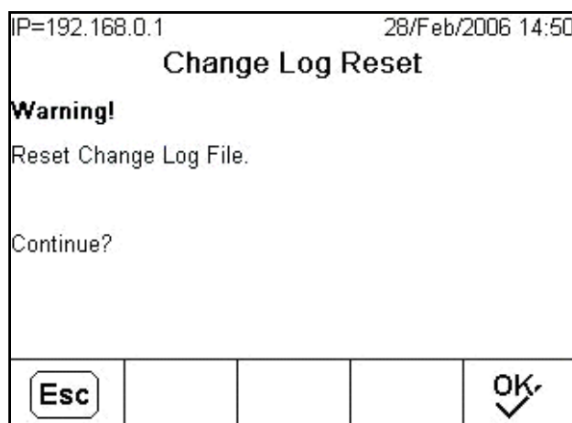 IP=192.168.0.1 28/Feb/2006 14:50
Change Log Reset
Warning!
Reset Change Log File.
Continue?
Esc OK